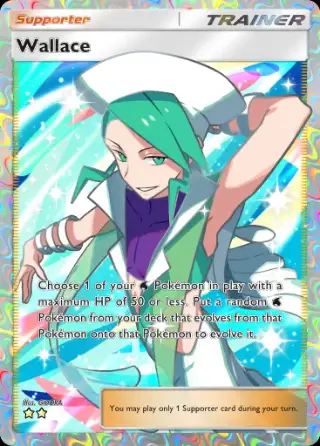 Supporter
TRAINER
Wallace
Choose 1 of your Pokémon in play with a
maximum HP of 50 or less. Put a random
Pokémon from your deck that evolves from that
Pokémon onto that Pokémon to evolve it.
Illus. GIDORA
You may play only 1 Supporter card during your turn.